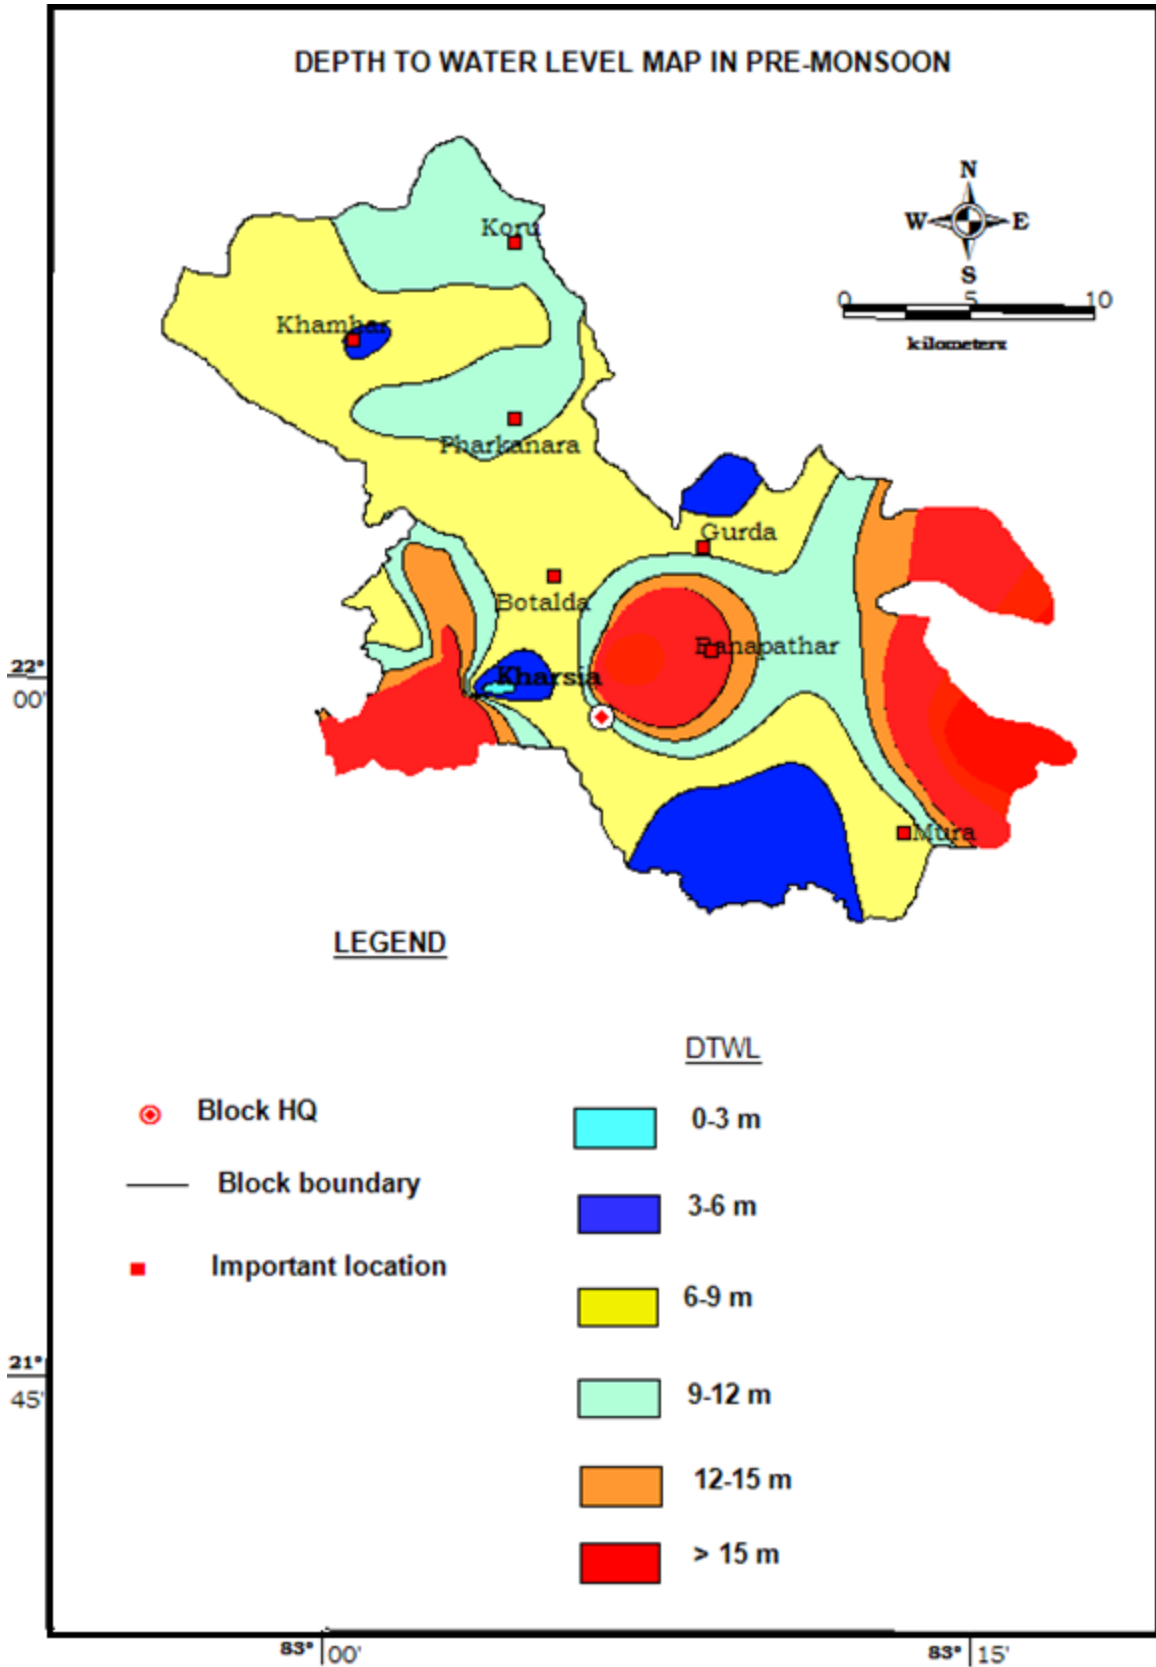 DEPTH TO WATER LEVEL MAP IN PRE-MONSOON
N
W E
S
0 5 10
kilometers
Koru
Khamhar
Pharkanara
Gurda
Botalda
Banapathar
Kharsia
22°
00'
Mura
LEGEND
DTWL
Block HQ
0-3 m
Block boundary
3-6 m
Important location
6-9 m
21°
45'
9-12 m
12-15 m
> 15 m
83° 00'
83° 15'